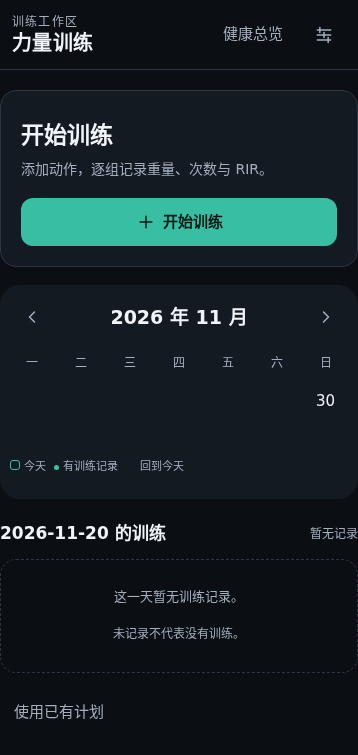 训练工作区
力量训练
健康总览
开始训练
添加动作，逐组记录重量、次数与 RIR。
开始训练
2026 年 11 月
一 二 三 四 五 六 日
30
今天 有训练记录 回到今天
2026-11-20 的训练
暂无记录
这一天暂无训练记录。
未记录不代表没有训练。
使用已有计划